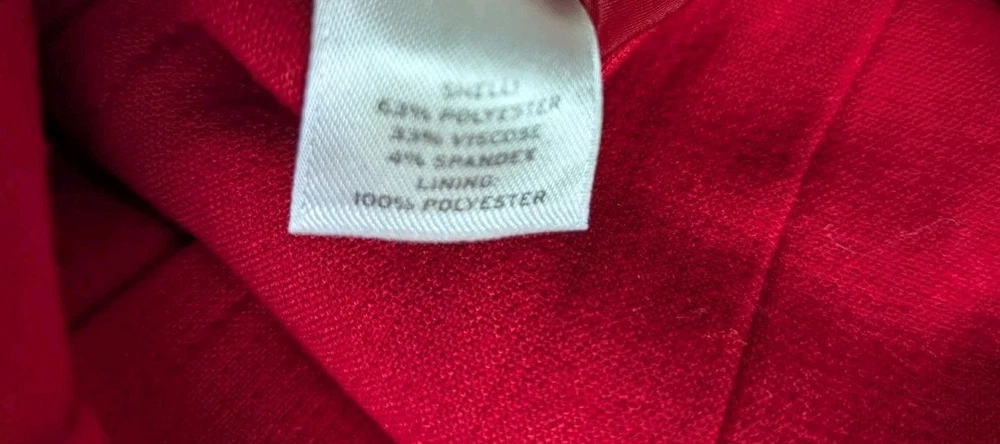 SHELL:
63% POLYESTER
33% VISCOSE
4% SPANDEX
LINING:
100% POLYESTER